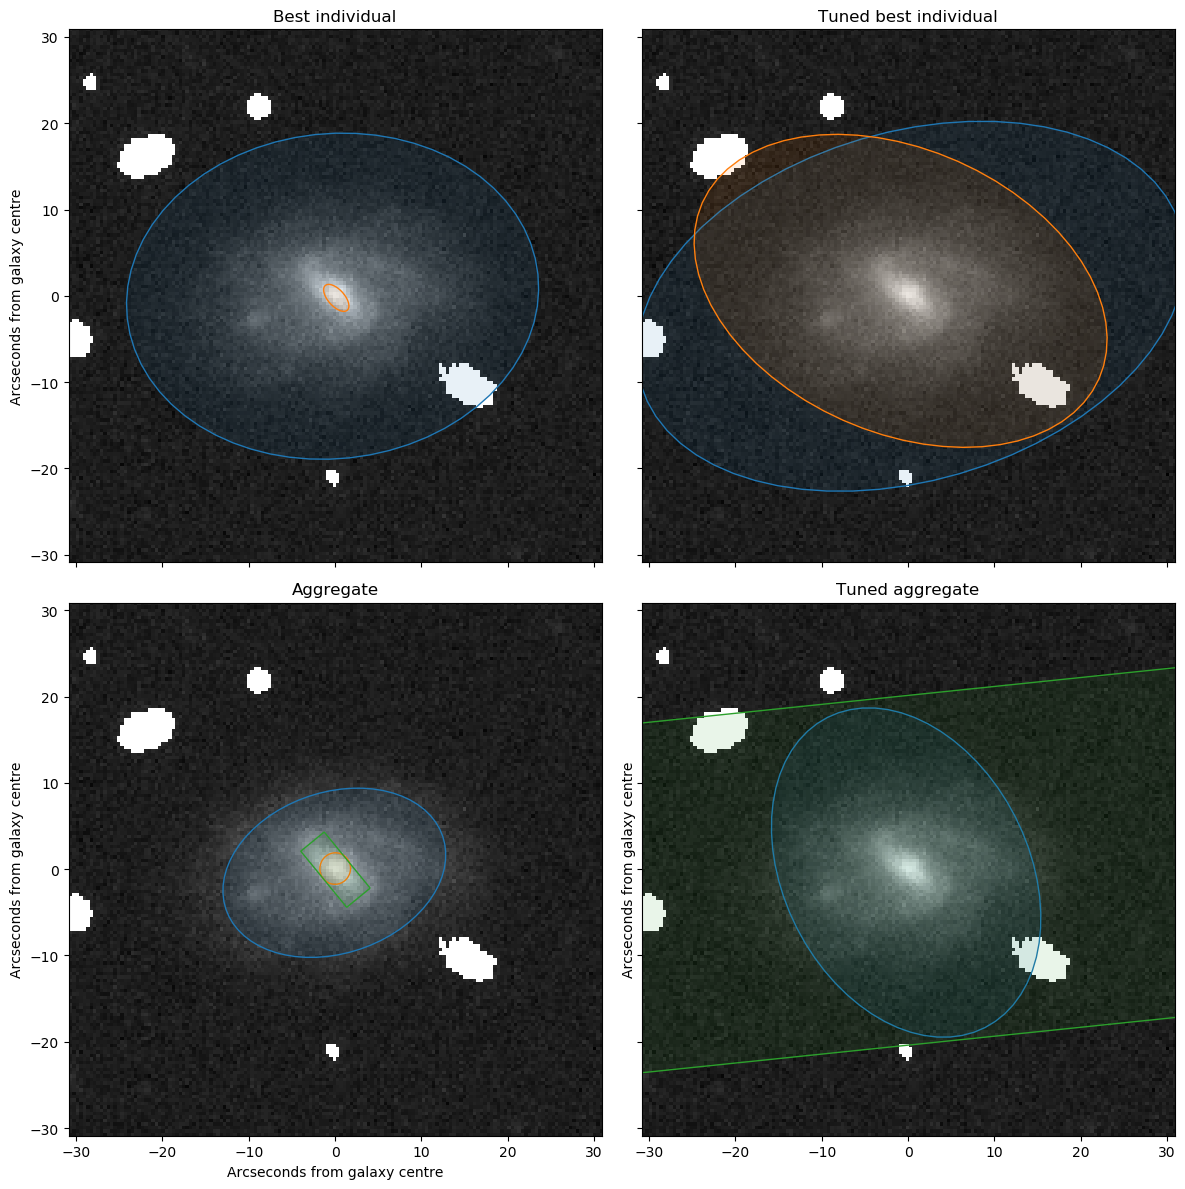 Best individual
Tuned best individual
30
20
10
0
−10
−20
−30
Arcseconds from galaxy centre
Aggregate
Tuned aggregate
30
20
10
0
−10
−20
−30
Arcseconds from galaxy centre
Arcseconds from galaxy centre
−30 −20 −10 0 10 20 30
−30 −20 −10 0 10 20 30
Arcseconds from galaxy centre